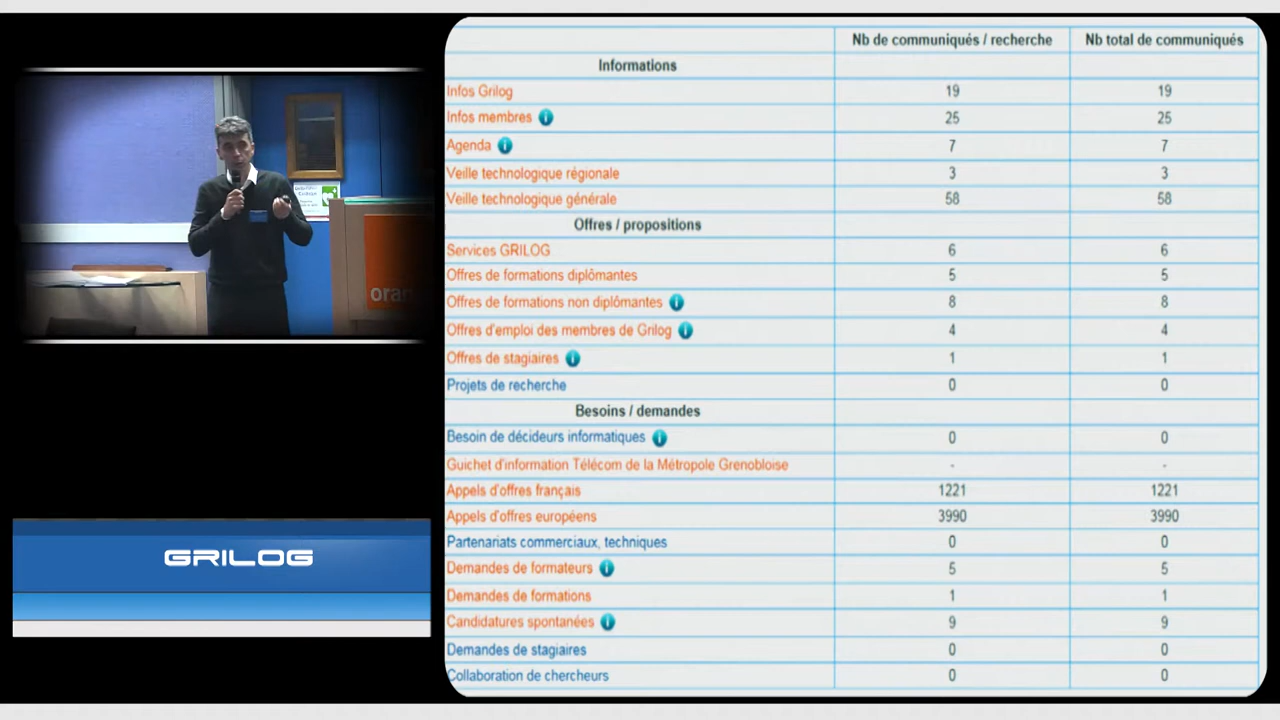 Nb de communiqués / recherche Nb total de communiqués
Informations
Infos Grilog 19 19
Infos membres i 25 25
Agenda i 7 7
Veille technologique régionale 3 3
Veille technologique générale 58 58
Offres / propositions
Services GRILOG 6 6
Offres de formations diplômantes 5 5
Offres de formations non diplômantes i 8 8
Offres d'emploi des membres de Grilog i 4 4
Offres de stagiaires i 1 1
Projets de recherche 0 0
Besoins / demandes
Besoin de décideurs informatiques i 0 0
Guichet d'information Télécom de la Métropole Grenobloise - -
Appels d'offres français 1221 1221
Appels d'offres européens 3990 3990
Partenariats commerciaux, techniques 0 0
Demandes de formateurs i 5 5
Demandes de formations 1 1
Candidatures spontanées i 9 9
Demandes de stagiaires 0 0
Collaboration de chercheurs 0 0
GRILOG